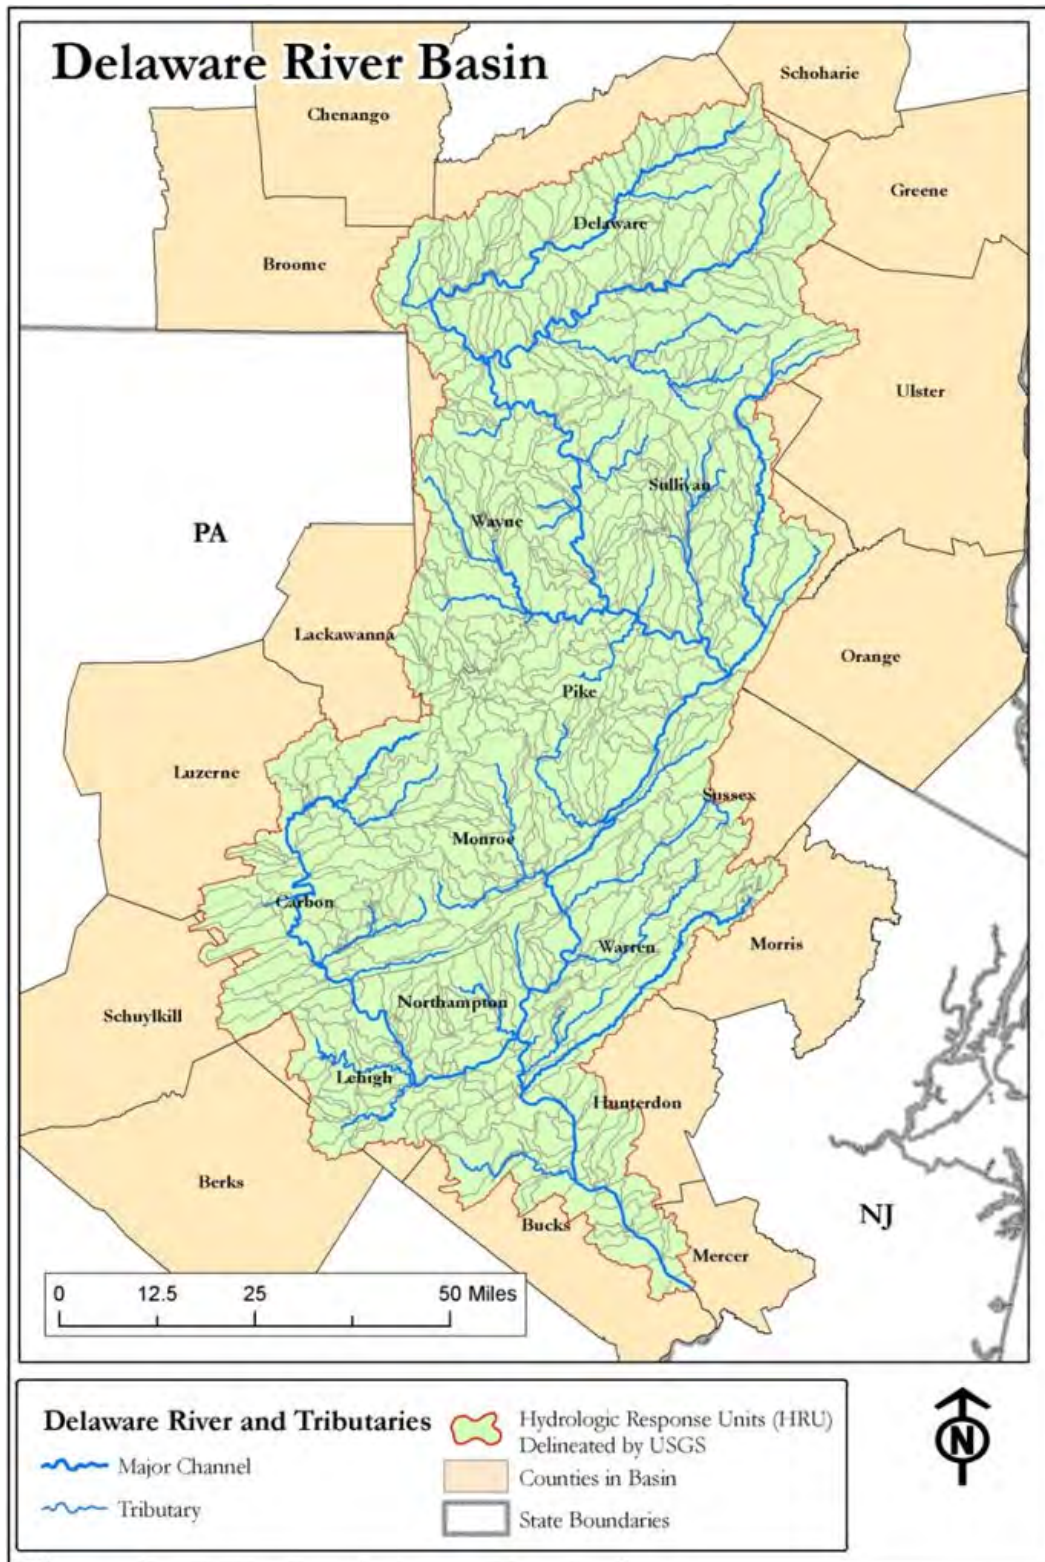 Delaware River Basin
Schoharie
Chenango
Greene
Delaware
Broome
Ulster
Sullivan
Wayne
PA
Lackawanna
Orange
Pike
Luzerne
Sussex
Monroe
Carbon
Warren
Morris
Northampton
Schuylkill
Lehigh
Hunterdon
Berks
NJ
Bucks
Mercer
0 12.5 25 50 Miles
Delaware River and Tributaries
Major Channel
Tributary
Hydrologic Response Units (HRU)
Delineated by USGS
Counties in Basin
State Boundaries
N